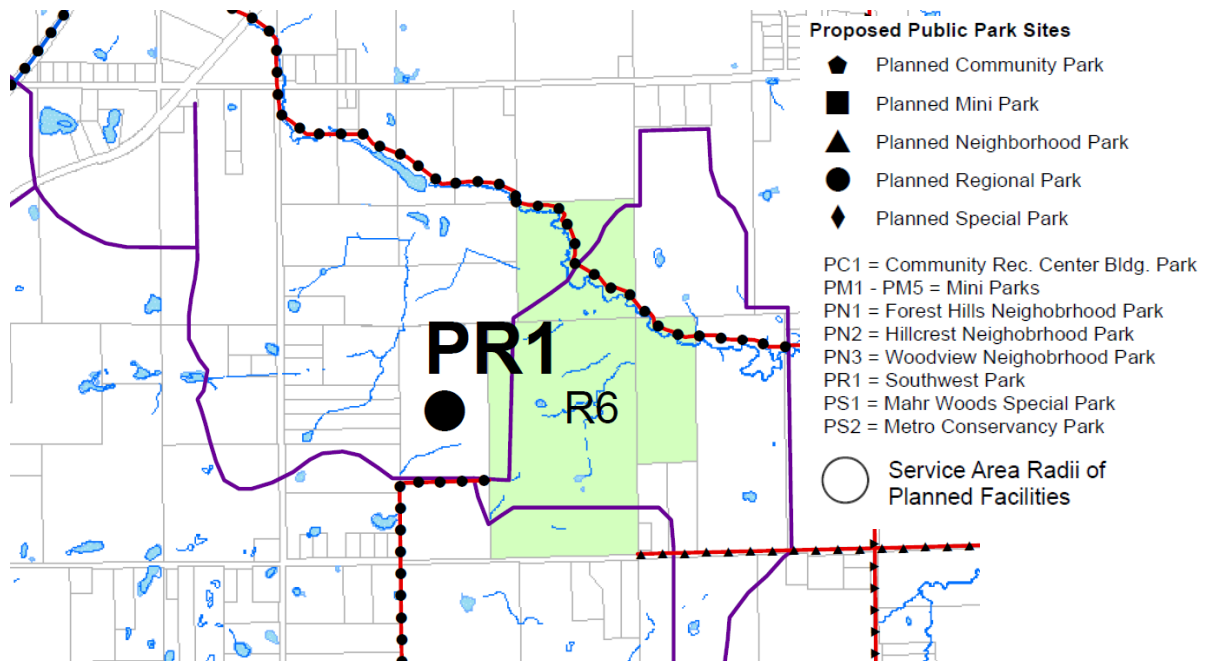 Proposed Public Park Sites
Planned Community Park
Planned Mini Park
Planned Neighborhood Park
Planned Regional Park
Planned Special Park
PC1 = Community Rec. Center Bldg. Park
PM1 - PM5 = Mini Parks
PN1 = Forest Hills Neighobrhood Park
PN2 = Hillcrest Neighobrhood Park
PN3 = Woodview Neighobrhood Park
PR1 = Southwest Park
PS1 = Mahr Woods Special Park
PS2 = Metro Conservancy Park
Service Area Radii of
Planned Facilities
PR1
R6